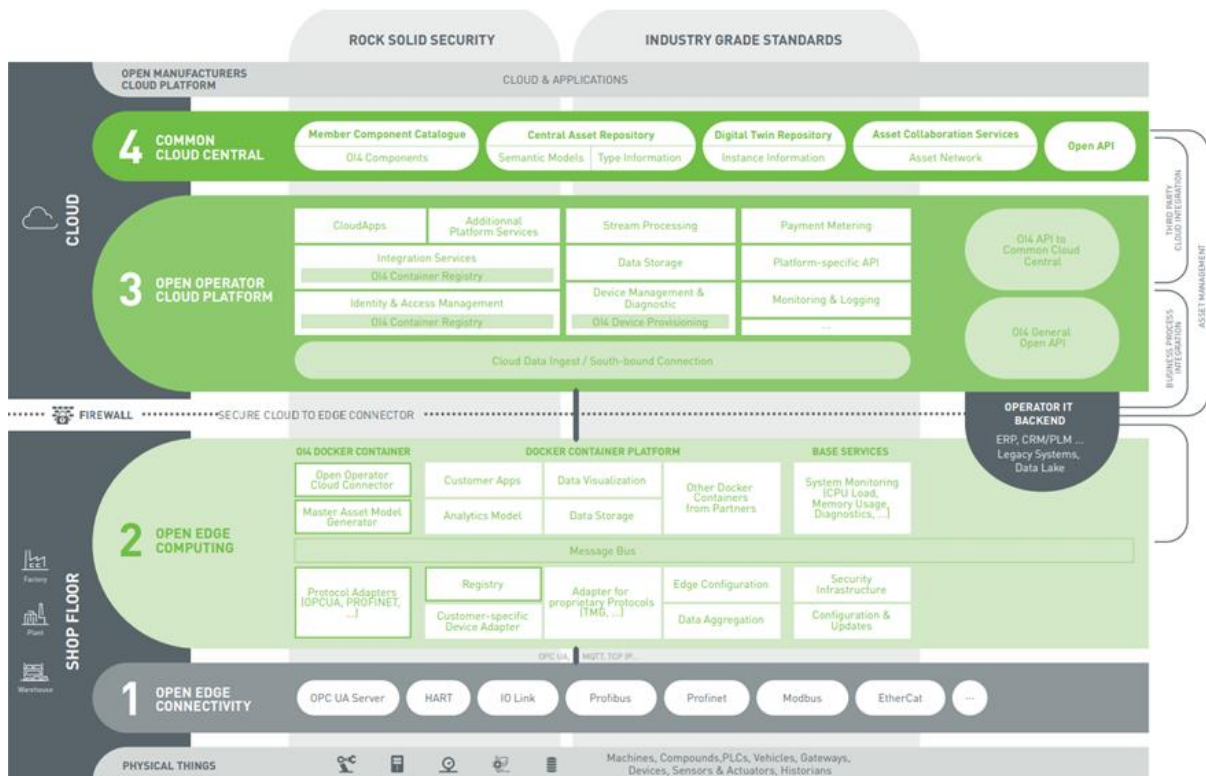 ROCK SOLID SECURITY
INDUSTRY GRADE STANDARDS
OPEN MANUFACTURERS
CLOUD PLATFORM
CLOUD & APPLICATIONS
4
COMMON
CLOUD CENTRAL
Member Component Catalogue
OI4 Components
Central Asset Repository
Semantic Models
Type Information
Digital Twin Repository
Instance Information
Asset Collaboration Services
Asset Network
Open API
CLOUD
3
OPEN OPERATOR
CLOUD PLATFORM
CloudApps
Additionnal
Platform Services
Stream Processing
Payment Metering
Integration Services
OI4 Container Registry
Data Storage
Platform-specific API
Identity & Access Management
OI4 Container Registry
Device Management &
Diagnostic
OI4 Device Provisioning
Monitoring & Logging
...
Cloud Data Ingest / South-bound Connection
OI4 API to
Common Cloud
Central
OI4 General
Open API
THIRD PARTY
CLOUD INTEGRATION
BUSINESS PROCESS
INTEGRATION
ASSET MANAGEMENT
FIREWALL
SECURE CLOUD TO EDGE CONNECTOR
OPERATOR IT
BACKEND
ERP, CRM/PLM ...
Legacy Systems,
Data Lake
SHOP FLOOR
Factory
Plant
Warehouse
2
OPEN EDGE
COMPUTING
OI4 DOCKER CONTAINER
DOCKER CONTAINER PLATFORM
BASE SERVICES
Open Operator
Cloud Connector
Customer Apps
Data Visualization
Other Docker
Containers
from Partners
System Monitoring
(CPU Load,
Memory Usage,
Diagnostics, ...)
Master Asset Model
Generator
Analytics Model
Data Storage
Message Bus
Protocol Adapters
(OPCUA, PROFINET,
...)
Registry
Customer-specific
Device Adapter
Adapter for
proprietary Protocols
(TMG, ...)
Edge Configuration
Data Aggregation
Security
Infrastructure
Configuration &
Updates
OPC UA, MQTT, TCP IP...
1
OPEN EDGE
CONNECTIVITY
OPC UA Server
HART
IO Link
Profibus
Profinet
Modbus
EtherCat
...
PHYSICAL THINGS
Machines, Compounds,PLCs, Vehicles, Gateways,
Devices, Sensors & Actuators, Historians